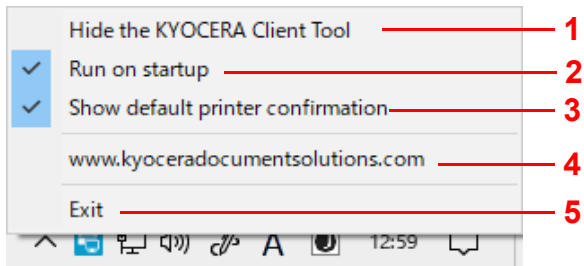 Hide the KYOCERA Client Tool 1
Run on startup 2
Show default printer confirmation 3
www.kyoceradocumentsolutions.com 4
Exit 5
A 12:59